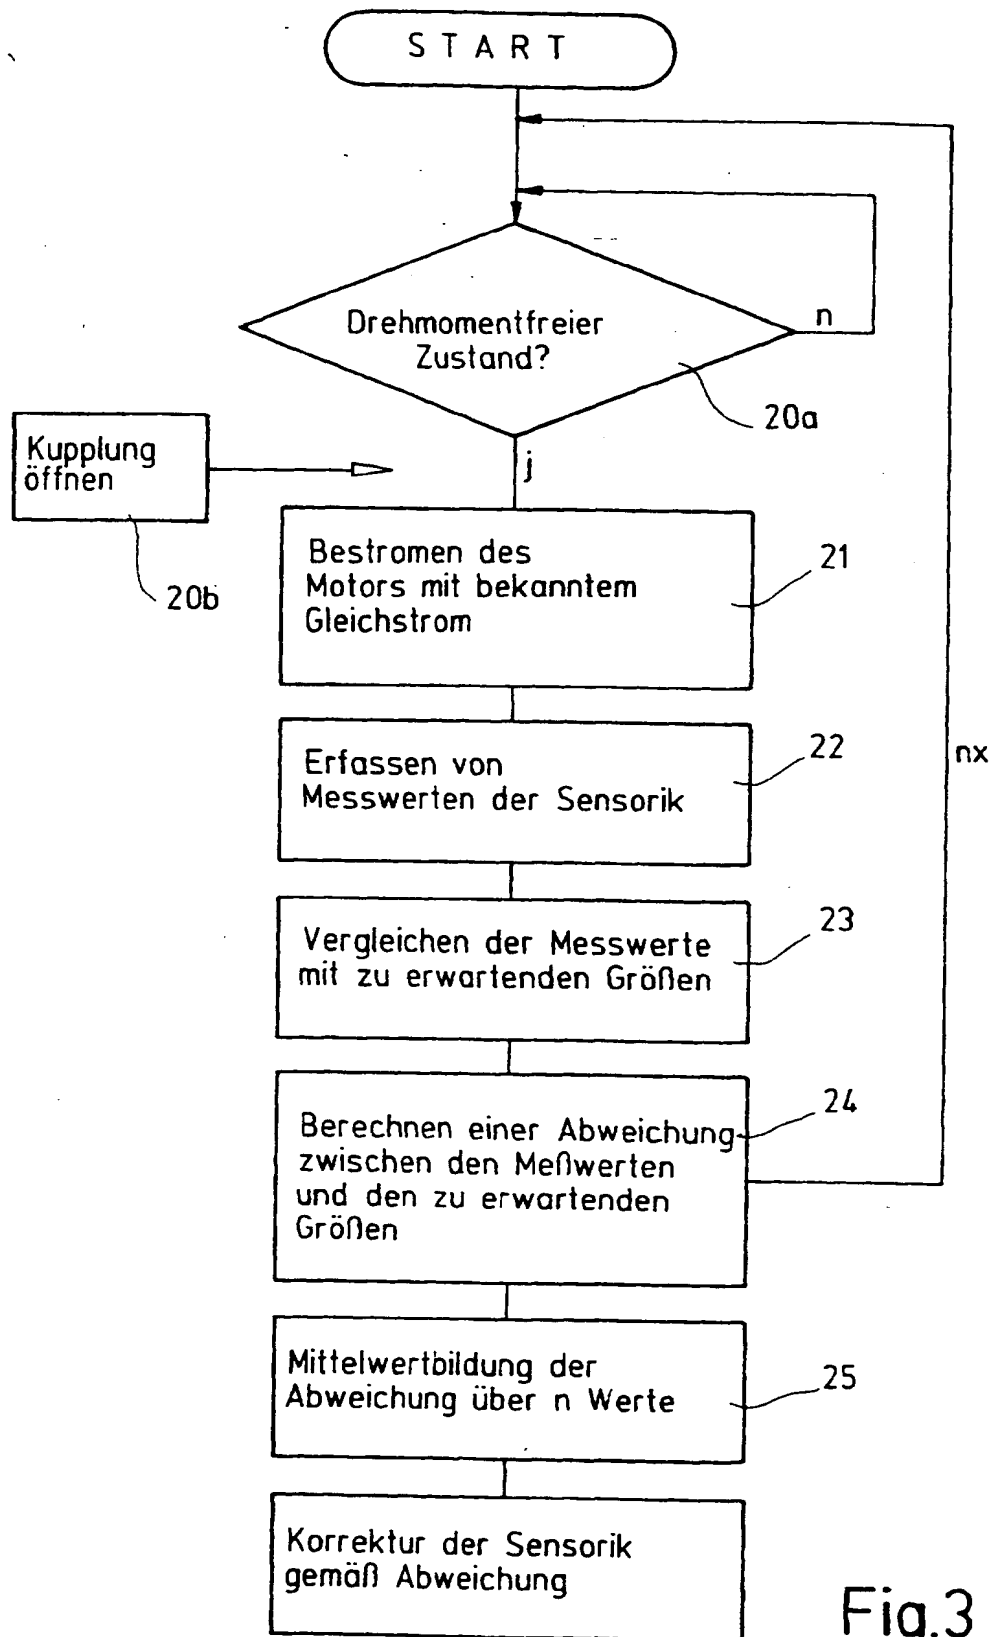 START
Drehmomentfreier
Zustand?
n
20a
Kupplung
öffnen
20b
j
Bestromen des
Motors mit bekanntem
Gleichstrom
21
Erfassen von
Messwerten der Sensorik
22
nx
Vergleichen der Messwerte
mit zu erwartenden Größen
23
Berechnen einer Abweichung
zwischen den Meßwerten
und den zu erwartenden
Größen
24
Mittelwertbildung der
Abweichung über n Werte
25
Korrektur der Sensorik
gemäß Abweichung
Fig.3